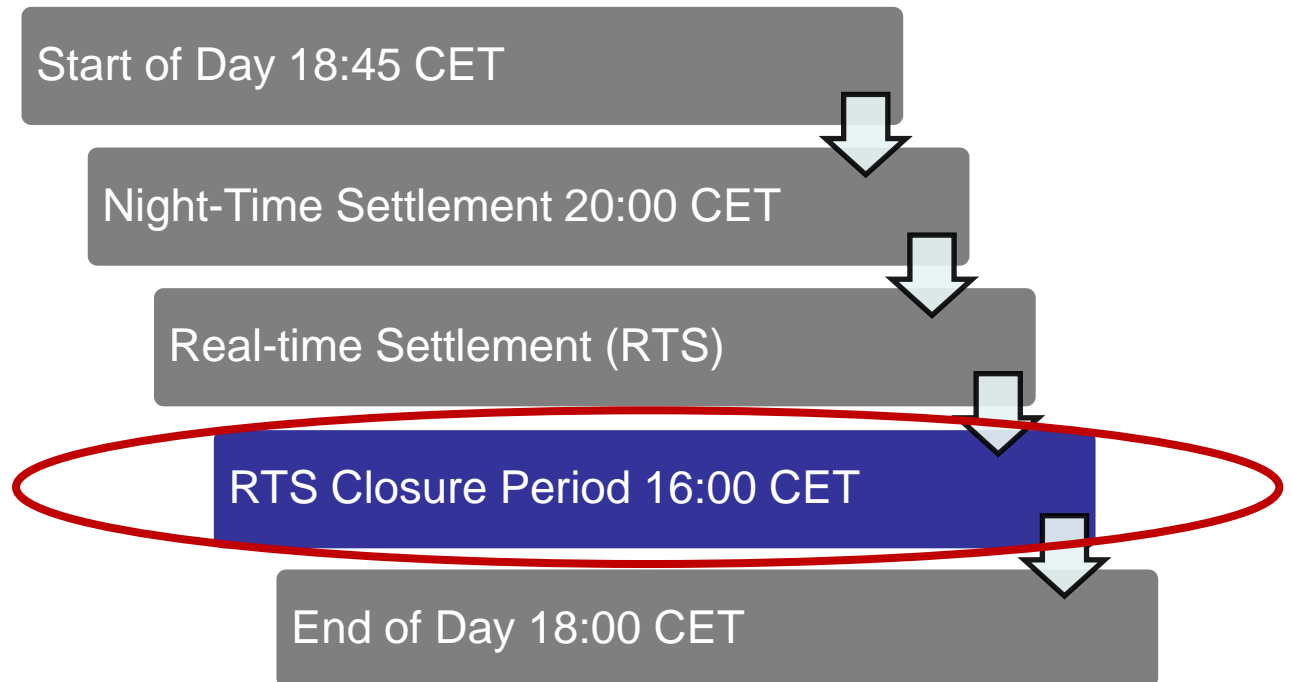 Start of Day 18:45 CET
Night-Time Settlement 20:00 CET
Real-time Settlement (RTS)
RTS Closure Period 16:00 CET
End of Day 18:00 CET